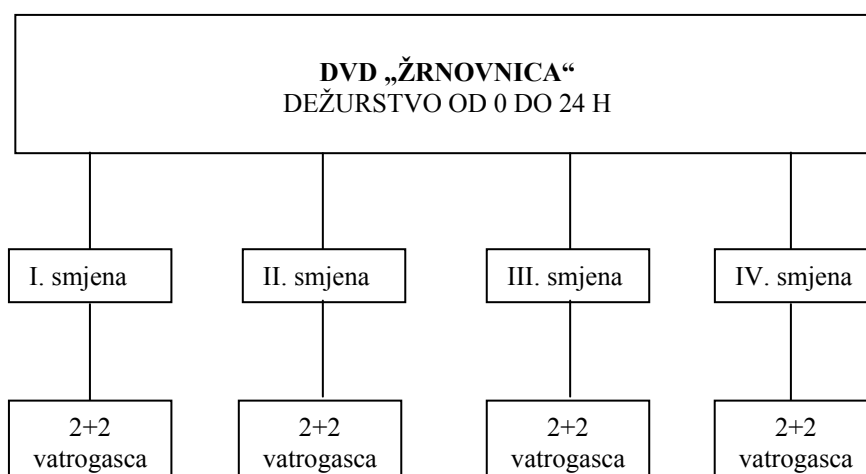 DVD „ŽRNOVNICA“
DEŽURSTVO OD 0 DO 24 H
I. smjena
II. smjena
III. smjena
IV. smjena
2+2
vatrogasca
2+2
vatrogasca
2+2
vatrogasca
2+2
vatrogasca